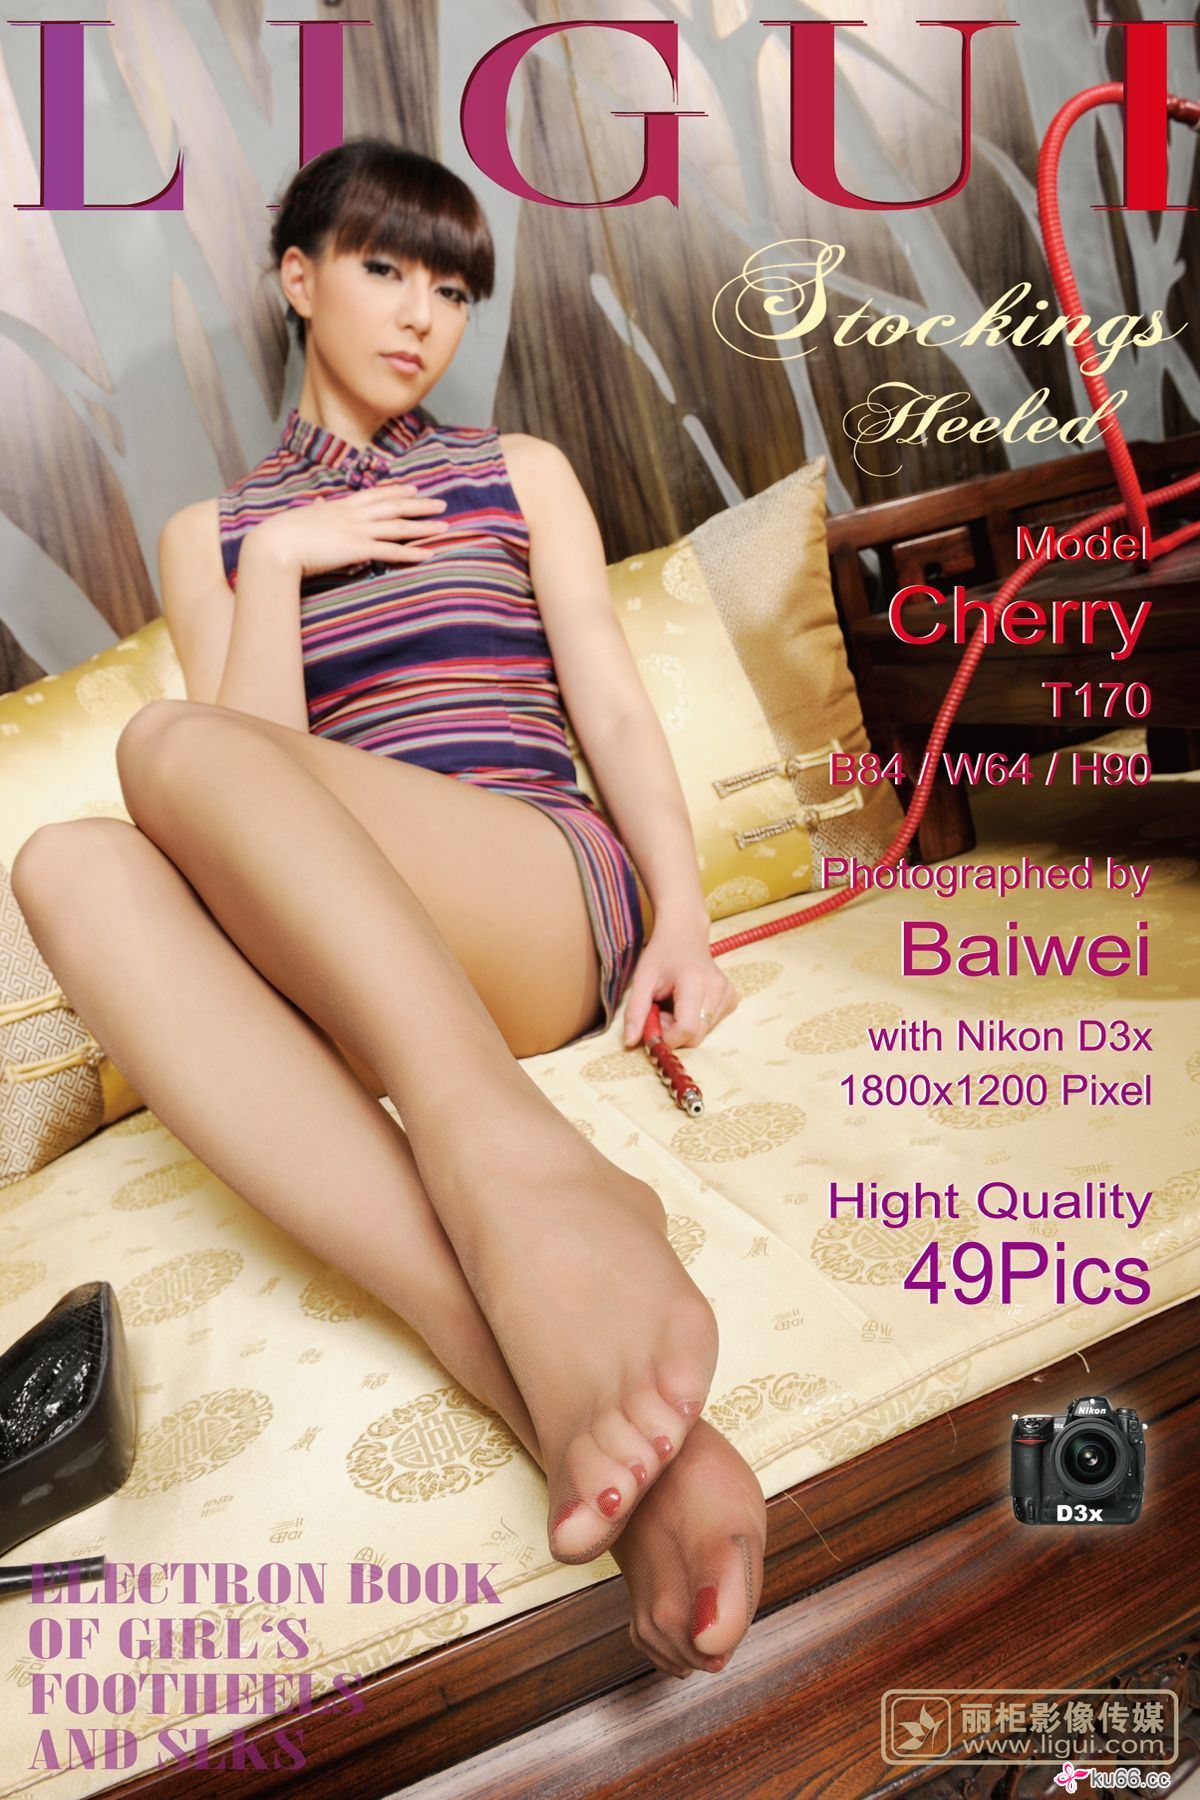 LIGUI
Stockings
Heeled
Model
Cherry
T170
B84 / W64 / H90
Photographed by
Baiwei
with Nikon D3x
1800x1200 Pixel
Hight Quality
49Pics
Nikon
D3x
ELECTRON BOOK
OF GIRL'S
FOOTHEELS
AND SLKS
丽柜影像传媒
www.ligui.com
ku66.cc